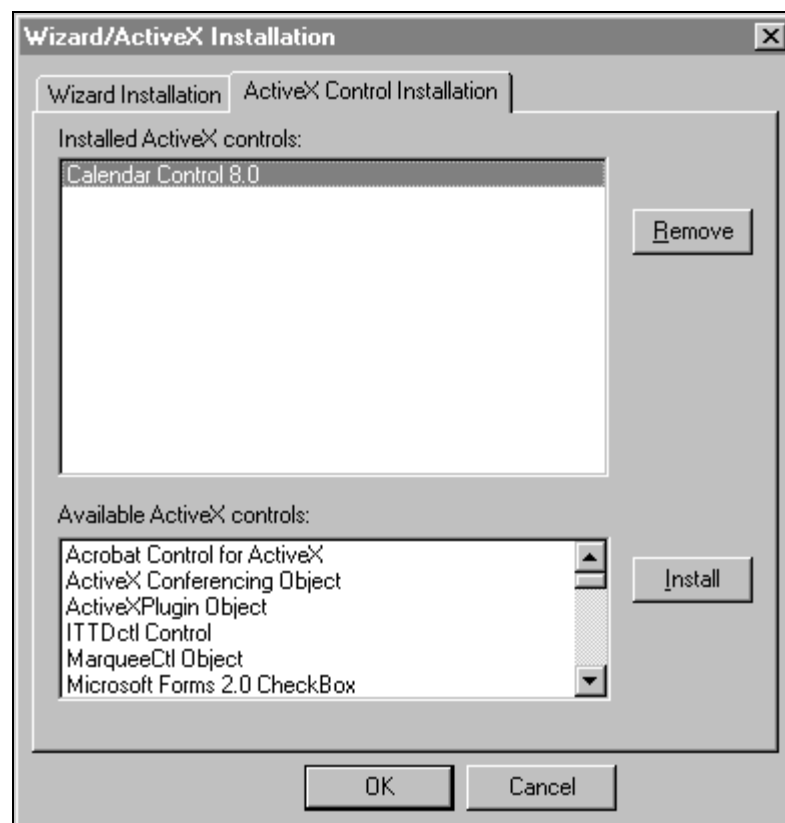 Wizard/ActiveX Installation
Wizard Installation
ActiveX Control Installation
Installed ActiveX controls:
Calendar Control 8.0
Remove
Available ActiveX controls:
Acrobat Control for ActiveX
ActiveX Conferencing Object
ActiveXPlugin Object
ITTDctl Control
MarqueeCtl Object
Microsoft Forms 2.0 CheckBox
Install
OK
Cancel